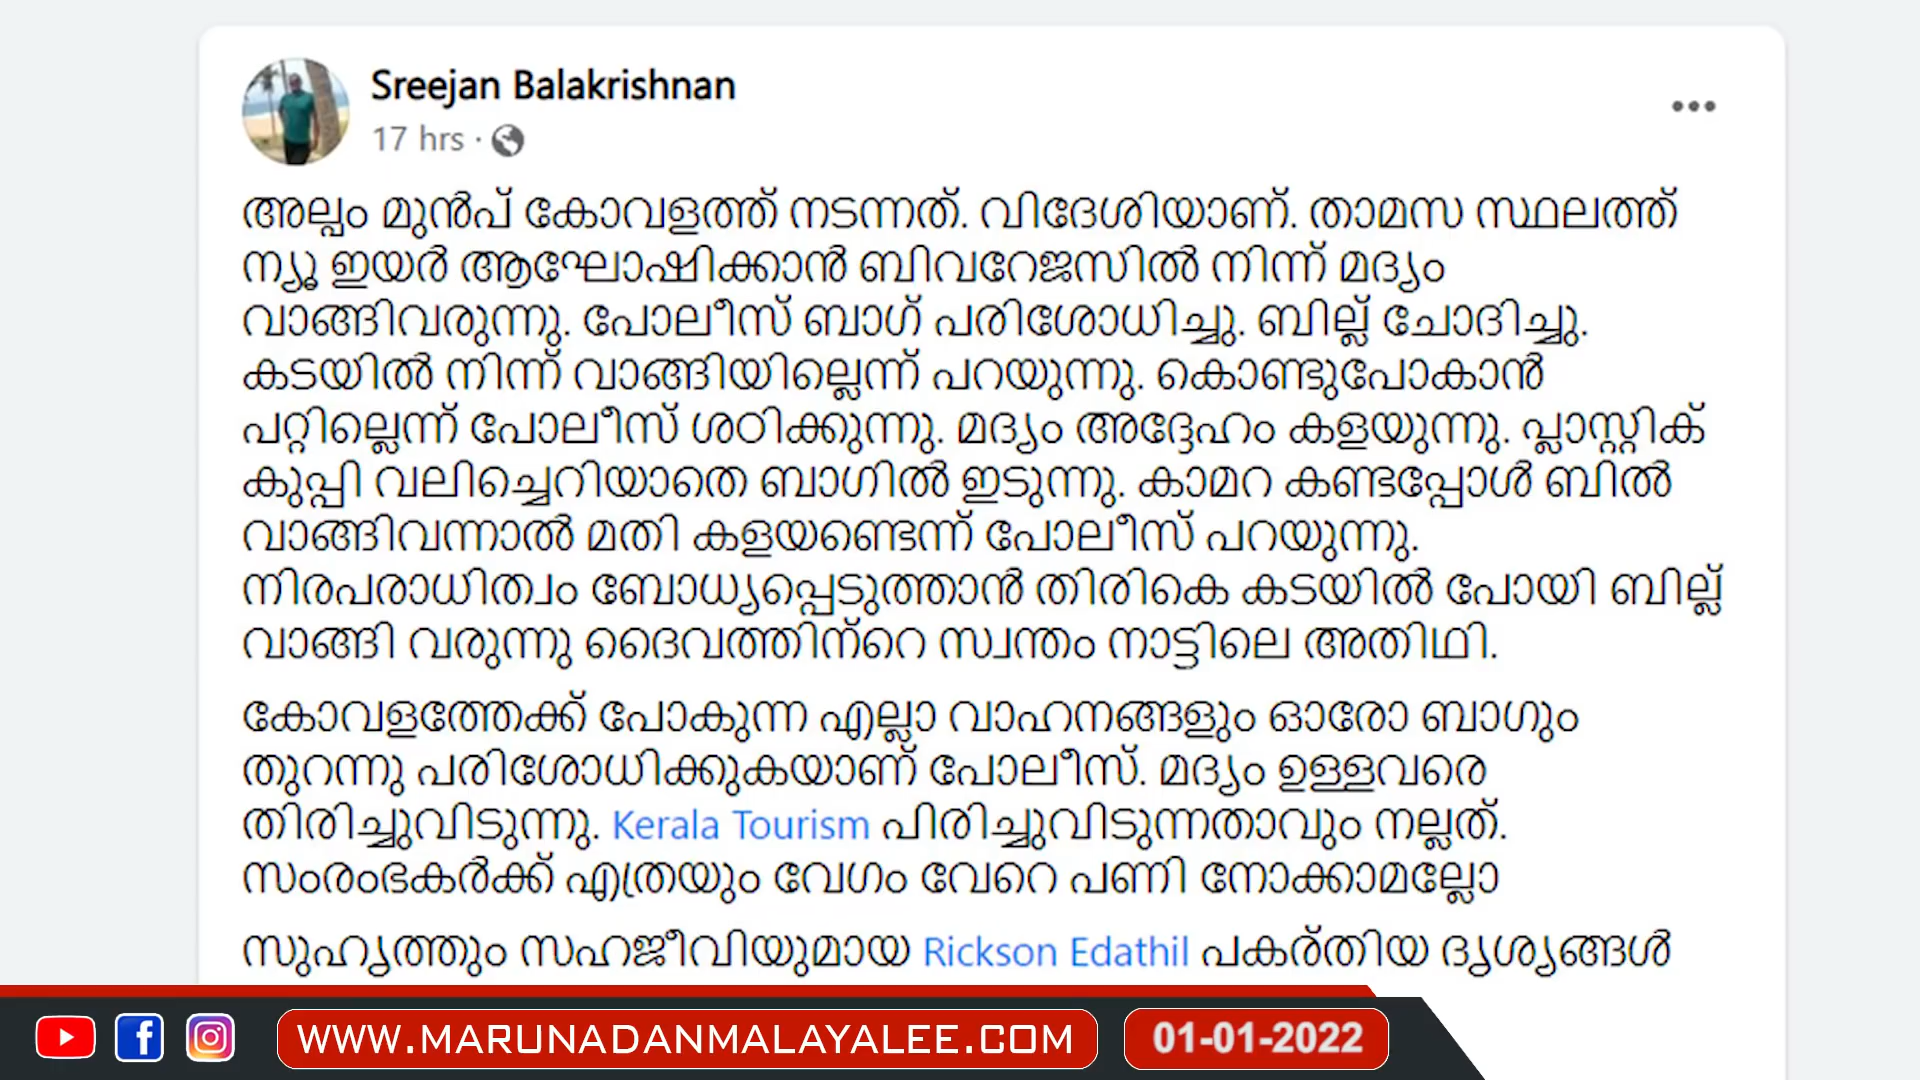 Sreejan Balakrishnan
17 hrs ·
അല്പം മുൻപ് കോവളത്ത് നടന്നത്. വിദേശിയാണ്. താമസ സ്ഥലത്ത്
ന്യൂ ഇയർ ആഘോഷിക്കാൻ ബിവറേജസിൽ നിന്ന് മദ്യം
വാങ്ങിവരുന്നു. പോലീസ് ബാഗ് പരിശോധിച്ചു. ബില്ല് ചോദിച്ചു.
കടയിൽ നിന്ന് വാങ്ങിയില്ലെന്ന് പറയുന്നു. കൊണ്ടുപോകാൻ
പറ്റില്ലെന്ന് പോലീസ് ശഠിക്കുന്നു. മദ്യം അദ്ദേഹം കളയുന്നു. പ്ലാസ്റ്റിക്
കുപ്പി വലിച്ചെറിയാതെ ബാഗിൽ ഇടുന്നു. കാമറ കണ്ടപ്പോൾ ബിൽ
വാങ്ങിവന്നാൽ മതി കളയണ്ടെന്ന് പോലീസ് പറയുന്നു.
നിരപരാധിത്വം ബോധ്യപ്പെടുത്താൻ തിരികെ കടയിൽ പോയി ബില്ല്
വാങ്ങി വരുന്നു ദൈവത്തിന്റെ സ്വന്തം നാട്ടിലെ അതിഥി.
കോവളത്തേക്ക് പോകുന്ന എല്ലാ വാഹനങ്ങളും ഓരോ ബാഗും
തുറന്നു പരിശോധിക്കുകയാണ് പോലീസ്. മദ്യം ഉള്ളവരെ
തിരിച്ചുവിടുന്നു. Kerala Tourism പിരിച്ചുവിടുന്നതാവും നല്ലത്.
സംരംഭകർക്ക് എത്രയും വേഗം വേറെ പണി നോക്കാമല്ലോ
സുഹൃത്തും സഹജീവിയുമായ Rickson Edathil പകര്തിയ ദൃശ്യങ്ങൾ
WWW.MARUNADANMALAYALEE.COM
01-01-2022